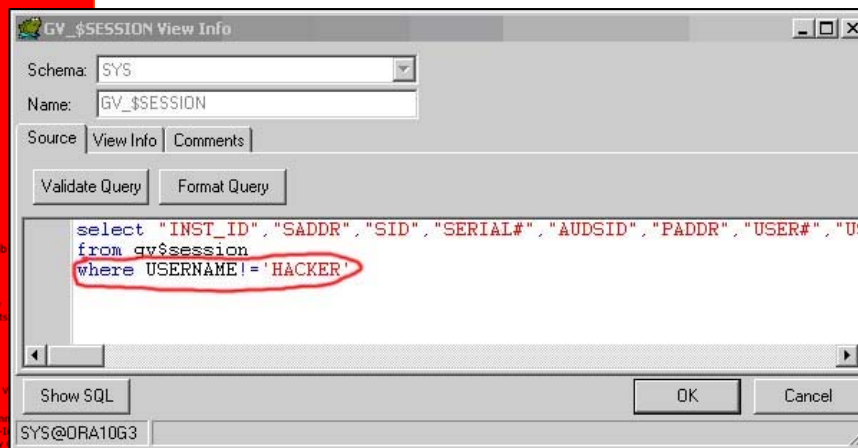 GV_$SESSION View Info
Schema: SYS
Name: GV_$SESSION
Source View Info Comments
Validate Query Format Query
select "INST_ID","SADDR","SID","SERIAL#","AUDSID","PADDR","USER#","US
from gv$session
where USERNAME!='HACKER'
Show SQL OK Cancel
SYS@ORA10G3